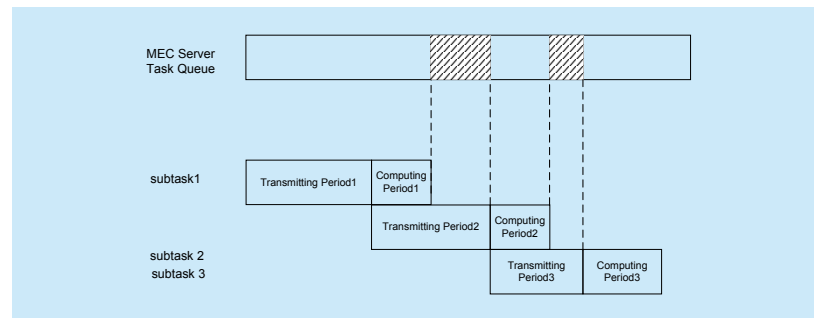 MEC Server
Task Queue
subtask1
Transmitting Period1
Computing
Period1
Transmitting Period2
Computing
Period2
subtask 2
subtask 3
Transmitting
Period3
Computing
Period3